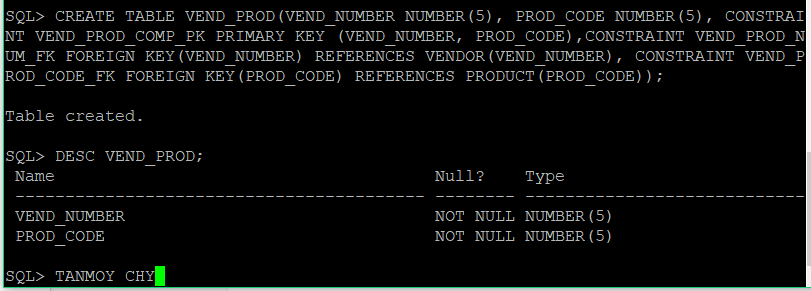 SQL> CREATE TABLE VEND_PROD(VEND_NUMBER NUMBER(5), PROD_CODE NUMBER(5), CONSTRAI
NT VEND_PROD_COMP_PK PRIMARY KEY (VEND_NUMBER, PROD_CODE),CONSTRAINT VEND_PROD_N
UM_FK FOREIGN KEY(VEND_NUMBER) REFERENCES VENDOR(VEND_NUMBER), CONSTRAINT VEND_P
ROD_CODE_FK FOREIGN KEY(PROD_CODE) REFERENCES PRODUCT(PROD_CODE));
Table created.
SQL> DESC VEND_PROD;
Name Null? Type
----------------------------------------- -------- ----------------------------
VEND_NUMBER NOT NULL NUMBER(5)
PROD_CODE NOT NULL NUMBER(5)
SQL> TANMOY CHY